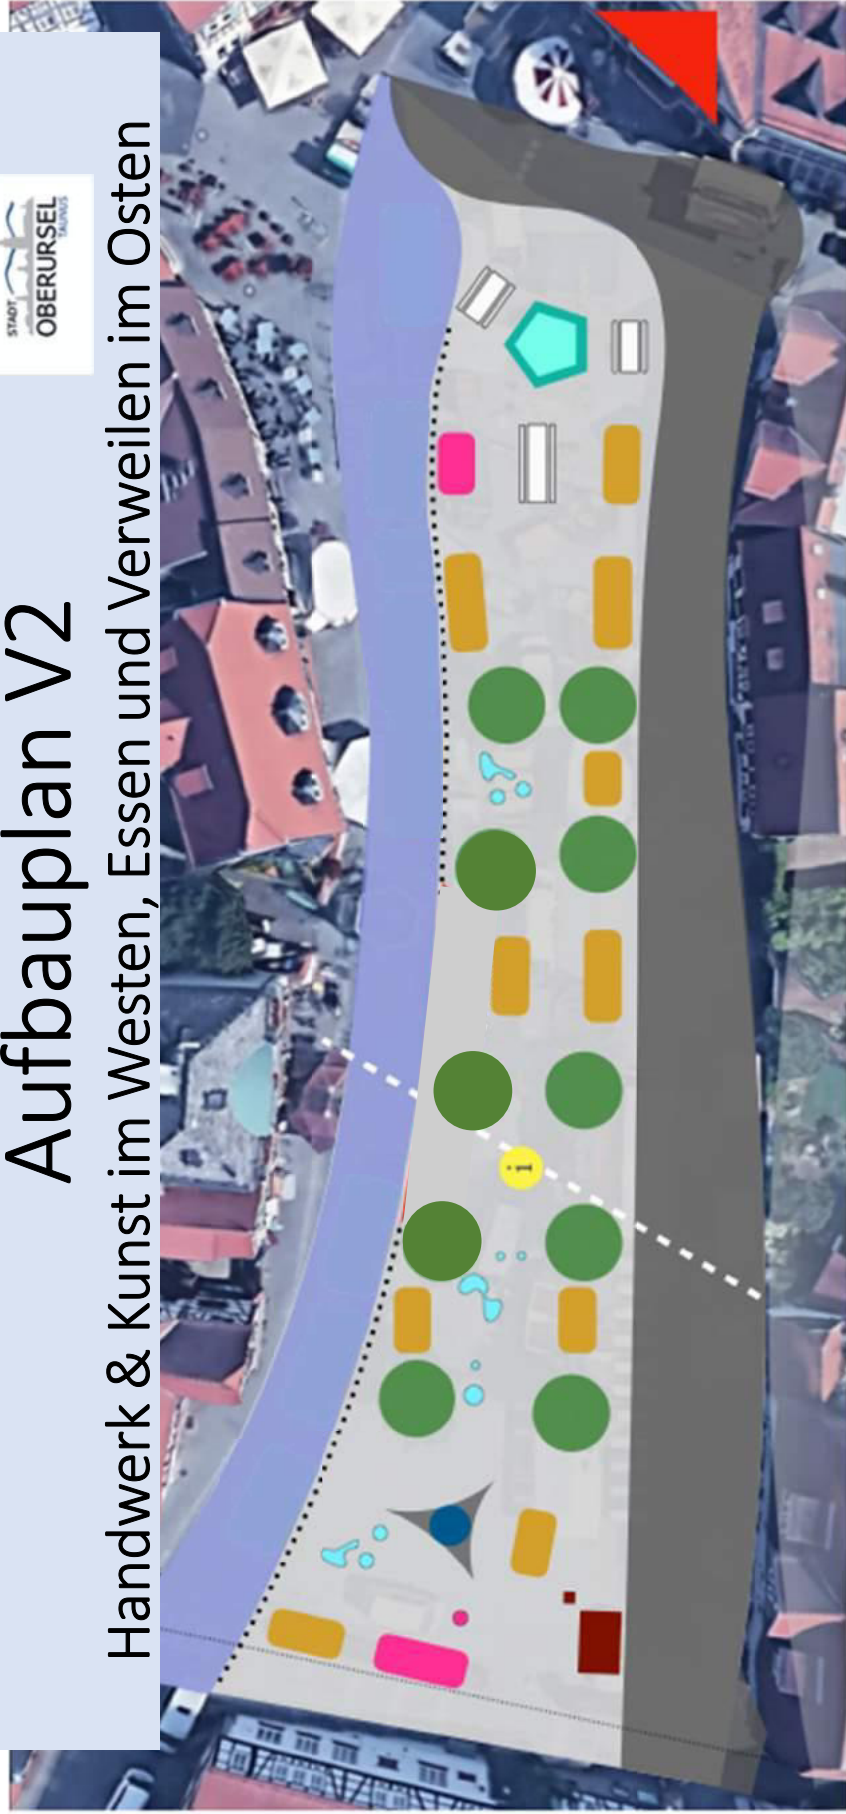 Aufbauplan V2
Handwerk & Kunst im Westen, Essen und Verweilen im Osten
STADT
OBERURSEL
TAUNUS